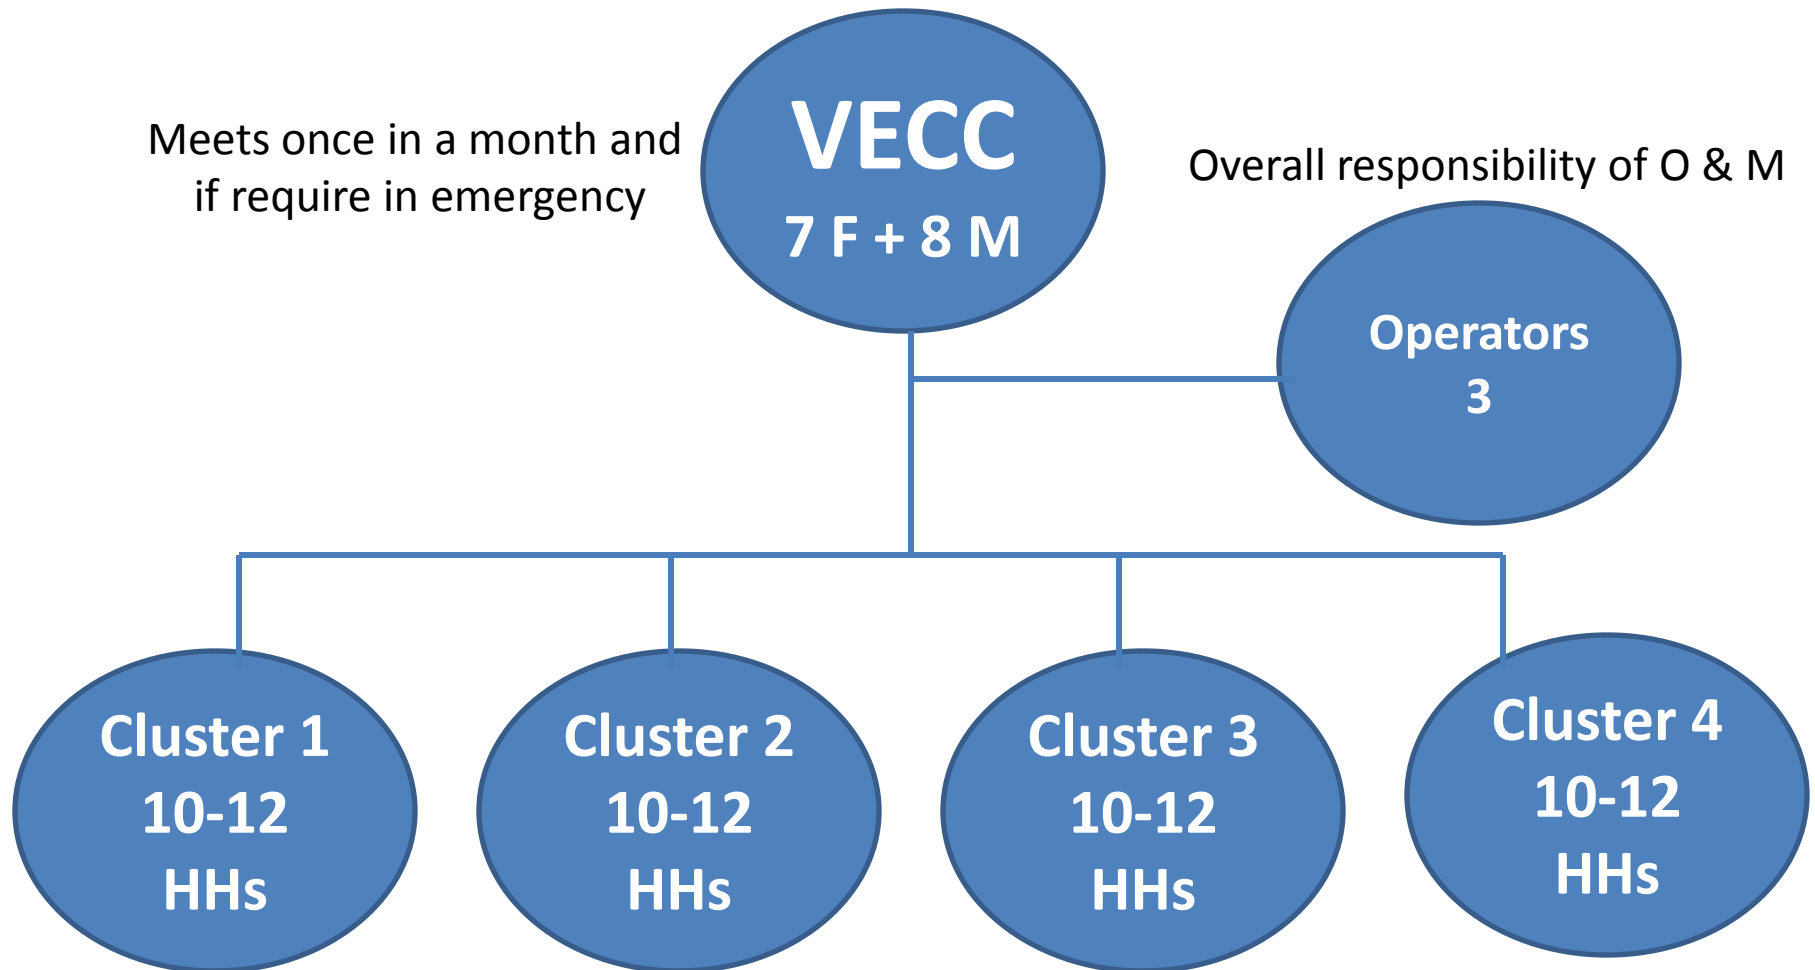 Meets once in a month and
if require in emergency
VECC
7 F + 8 M
Overall responsibility of O & M
Operators
3
Cluster 1
10-12
HHs
Cluster 2
10-12
HHs
Cluster 3
10-12
HHs
Cluster 4
10-12
HHs